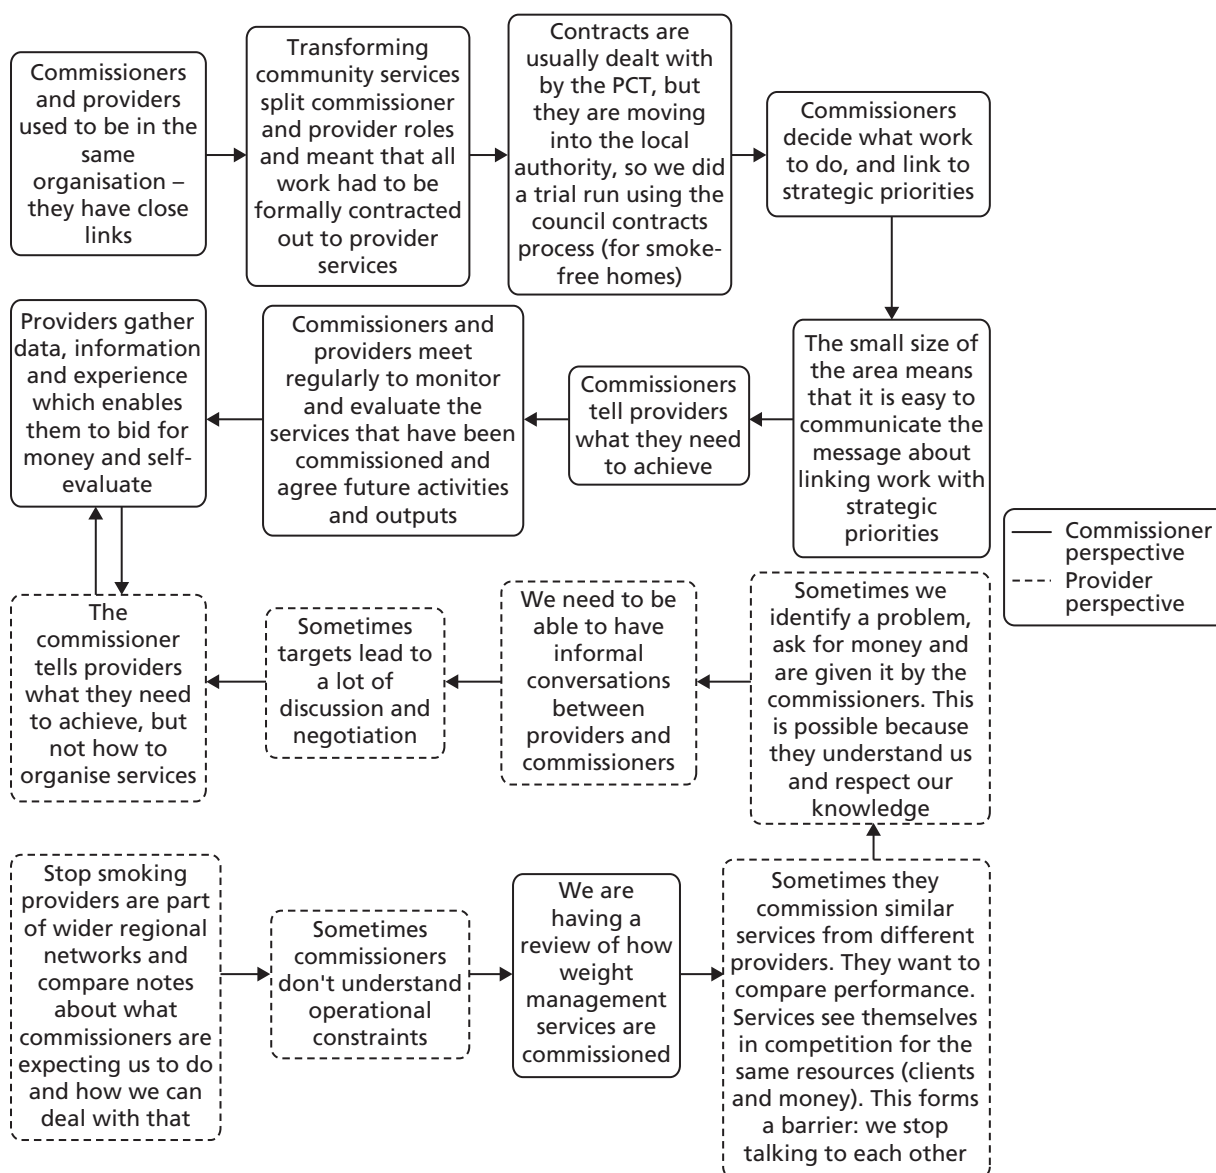 Commissioners
and providers
used to be in the
same
organisation –
they have close
links
Transforming
community services
split commissioner
and provider roles
and meant that all
work had to be
formally contracted
out to provider
services
Contracts are
usually dealt with
by the PCT, but
they are moving
into the local
authority, so we did
a trial run using the
council contracts
process (for smoke-
free homes)
Commissioners
decide what work
to do, and link to
strategic priorities
The small size of
the area means
that it is easy to
communicate the
message about
linking work with
strategic
priorities
Commissioners
tell providers
what they need
to achieve
Commissioners and
providers meet
regularly to monitor
and evaluate the
services that have been
commissioned and
agree future activities
and outputs
Providers gather
data, information
and experience
which enables
them to bid for
money and self-
evaluate
Commissioner
perspective
Provider
perspective
The
commissioner
tells providers
what they need
to achieve, but
not how to
organise services
Sometimes
targets lead to
a lot of
discussion and
negotiation
We need to be
able to have
informal
conversations
between
providers and
commissioners
Sometimes we
identify a problem,
ask for money and
are given it by the
commissioners. This
is possible because
they understand us
and respect our
knowledge
Stop smoking
providers are part
of wider regional
networks and
compare notes
about what
commissioners are
expecting us to do
and how we can
deal with that
Sometimes
commissioners
don't understand
operational
constraints
We are
having a
review of how
weight
management
services are
commissioned
Sometimes they
commission similar
services from different
providers. They want to
compare performance.
Services see themselves
in competition for the
same resources (clients
and money). This forms
a barrier: we stop
talking to each other